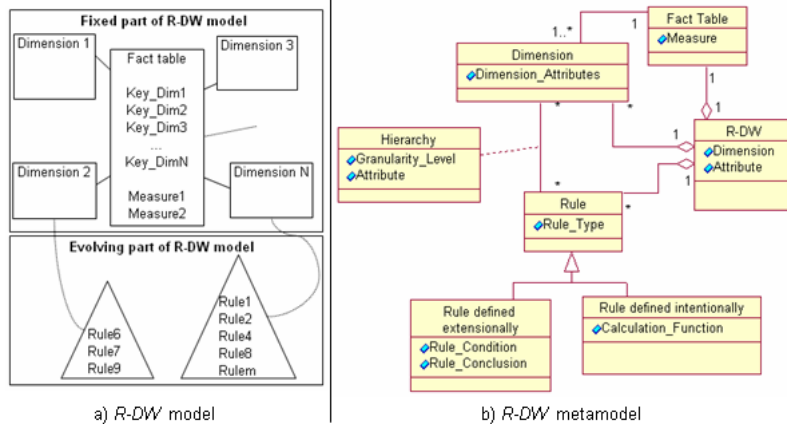 Fixed part of R-DW model
Dimension 1
Fact table
Dimension 3
Key_Dim1
Key_Dim2
Key_Dim3
...
Key_DimN
Dimension 2
Dimension N
Measure1
Measure2
Evolving part of R-DW model
Rule6
Rule7
Rule9
Rule1
Rule2
Rule4
Rule8
Rulem
a) R-DW model
Fact Table
Measure
1
1..*
Dimension
Dimension_Attributes
1
1
*
*
1
R-DW
Dimension
Attribute
Hierarchy
Granularity_Level
Attribute
1
*
*
Rule
Rule_Type
Rule defined
extensionally
Rule_Condition
Rule_Conclusion
Rule defined intentionally
Calculation_Function
b) R-DW metamodel